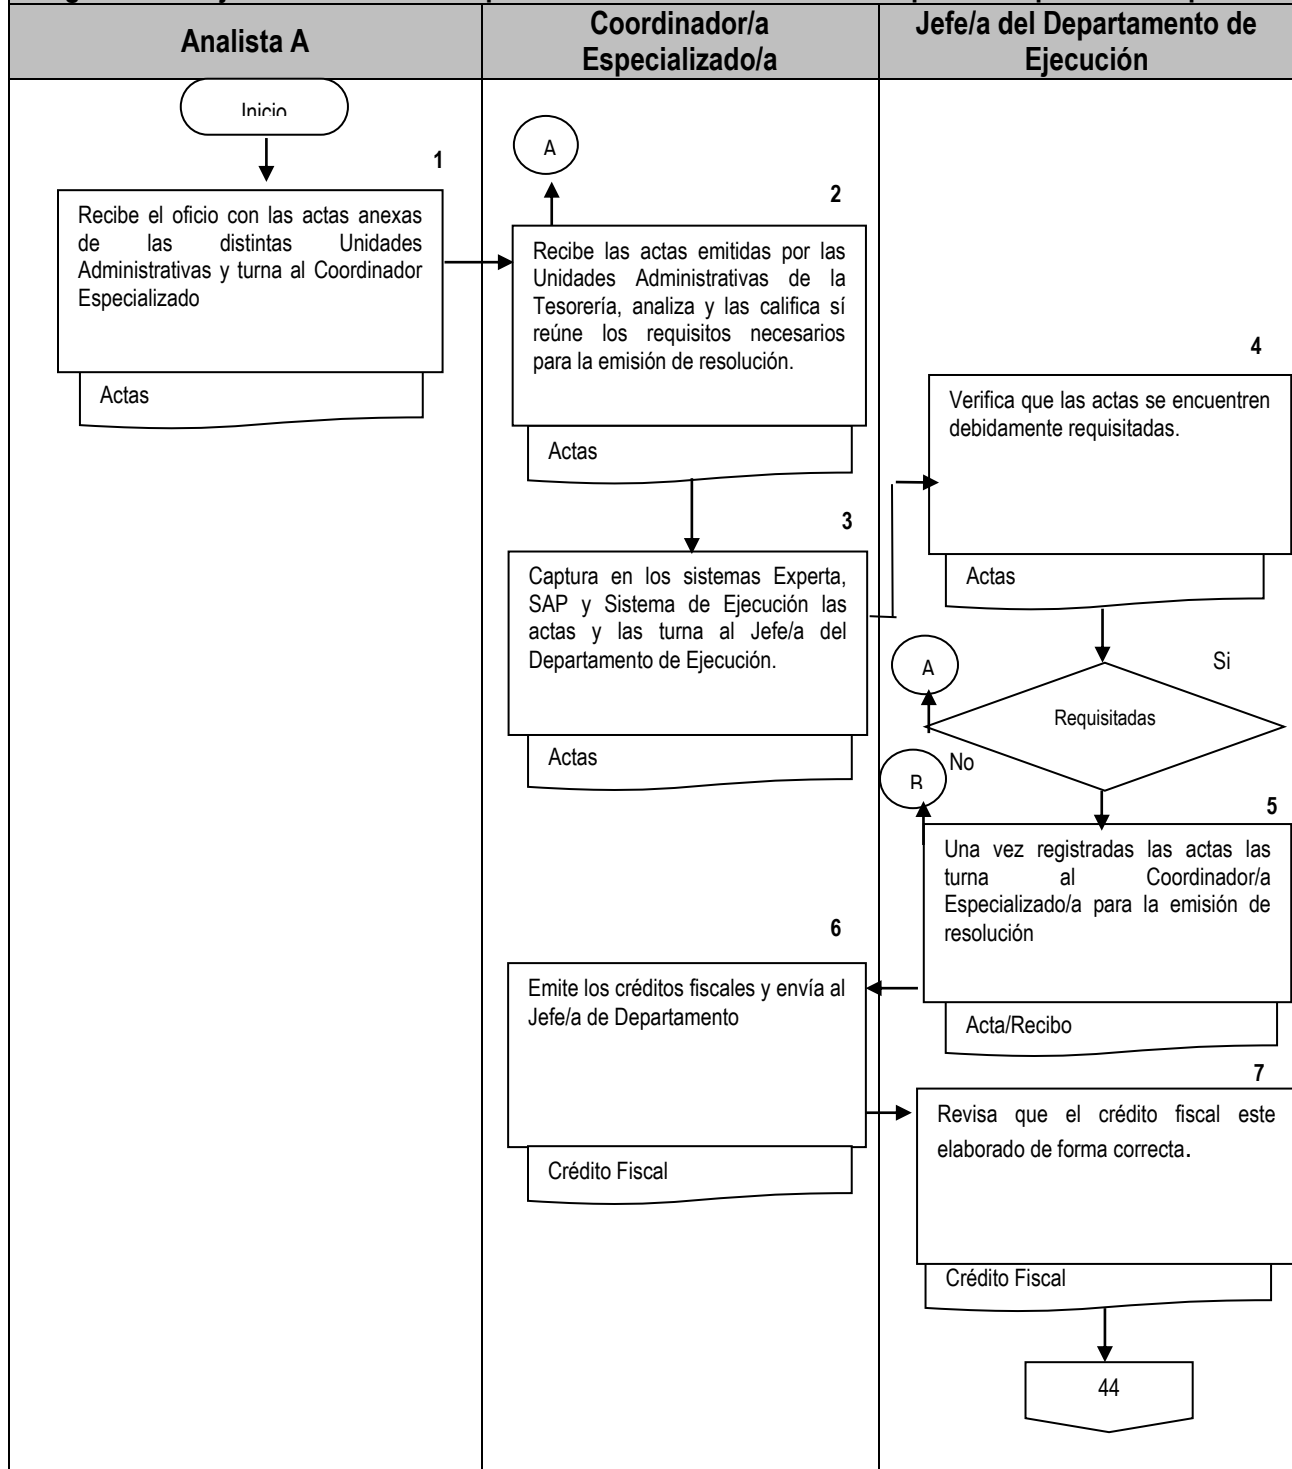 Analista A
Coordinador/a
Especializado/a
Jefe/a del Departamento de
Ejecución
Inicio
1
Recibe el oficio con las actas anexas
de las distintas Unidades
Administrativas y turna al Coordinador
Especializado
Actas
A
2
Recibe las actas emitidas por las
Unidades Administrativas de la
Tesorería, analiza y las califica sí
reúne los requisitos necesarios
para la emisión de resolución.
Actas
3
Captura en los sistemas Experta,
SAP y Sistema de Ejecución las
actas y las turna al Jefe/a del
Departamento de Ejecución.
Actas
4
Verifica que las actas se encuentren
debidamente requisitadas.
Actas
A
Si
Requisitadas
No
B
5
Una vez registradas las actas las
turna al Coordinador/a
Especializado/a para la emisión de
resolución
Acta/Recibo
6
Emite los créditos fiscales y envía al
Jefe/a de Departamento
Crédito Fiscal
7
Revisa que el crédito fiscal este
elaborado de forma correcta.
Crédito Fiscal
44